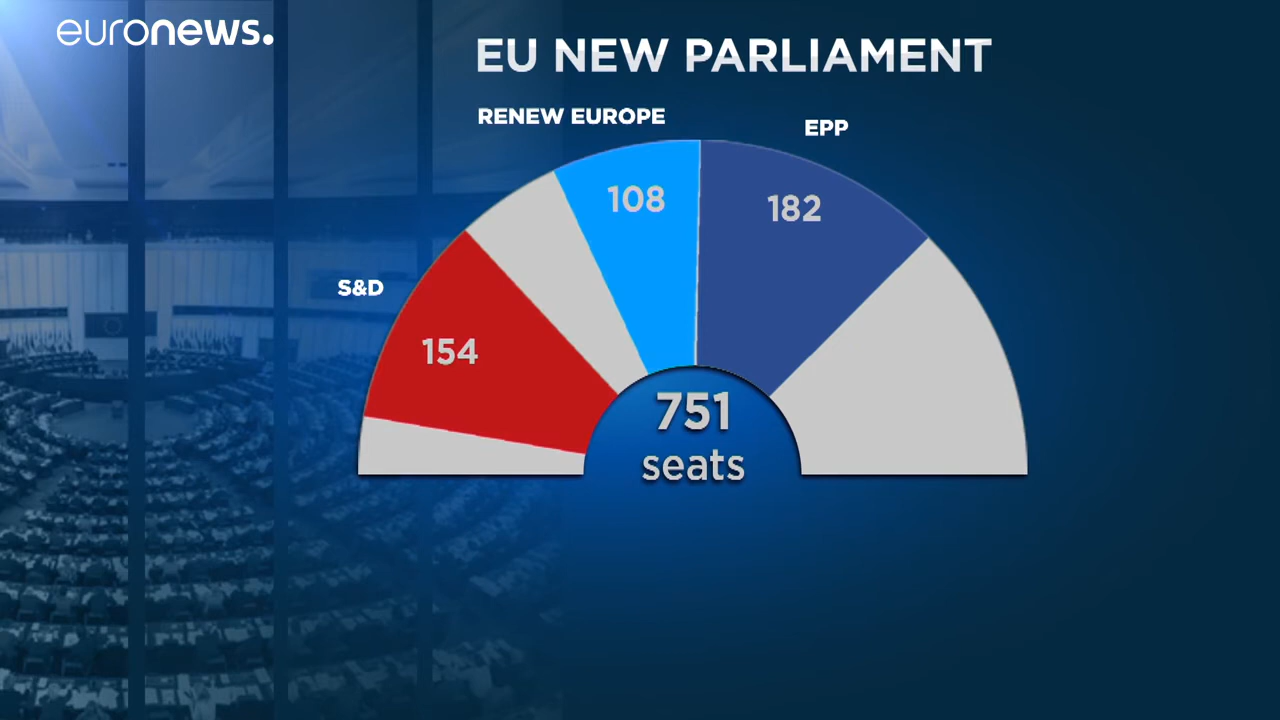 euronews.
EU NEW PARLIAMENT
RENEW EUROPE
EPP
108
182
S&D
154
751
seats